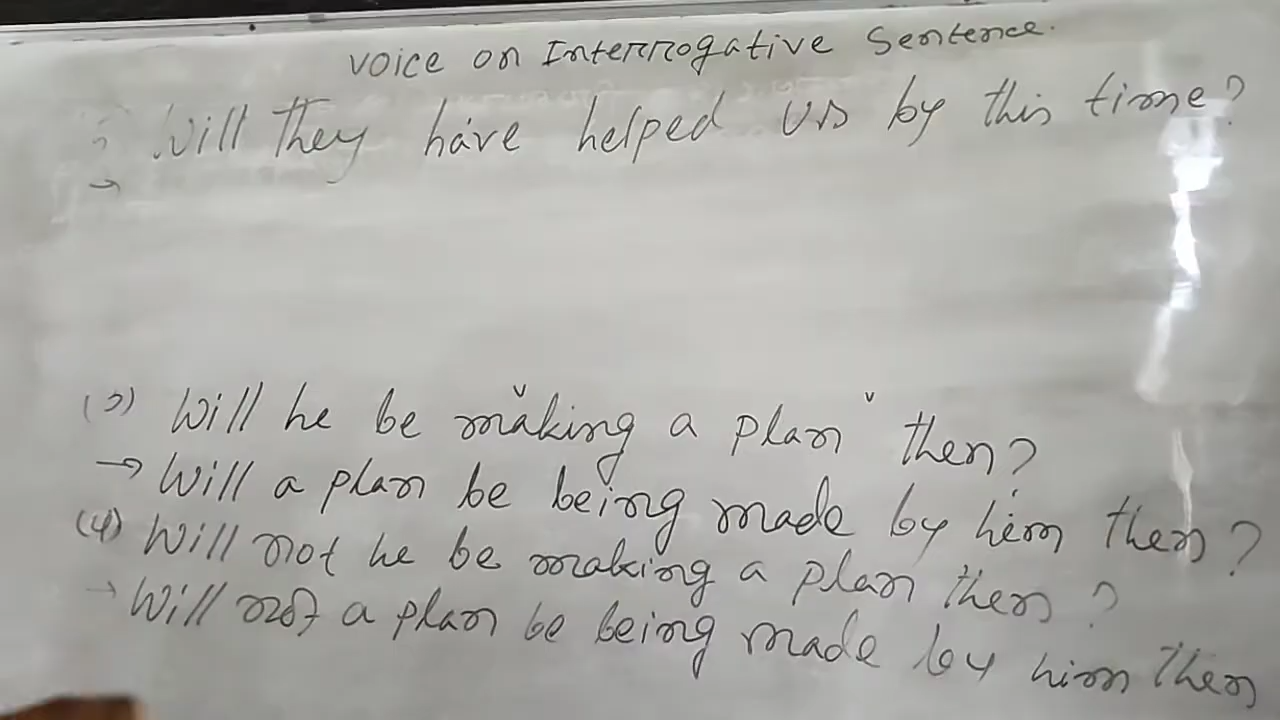 voice on Interrogative Sentence.
Will They have helped us by this time?
→
(3) Will he be making a plan then?
→ Will a plan be being made by him then?
(4) Will not he be making a plan then?
→ Will not a plan be being made by him then